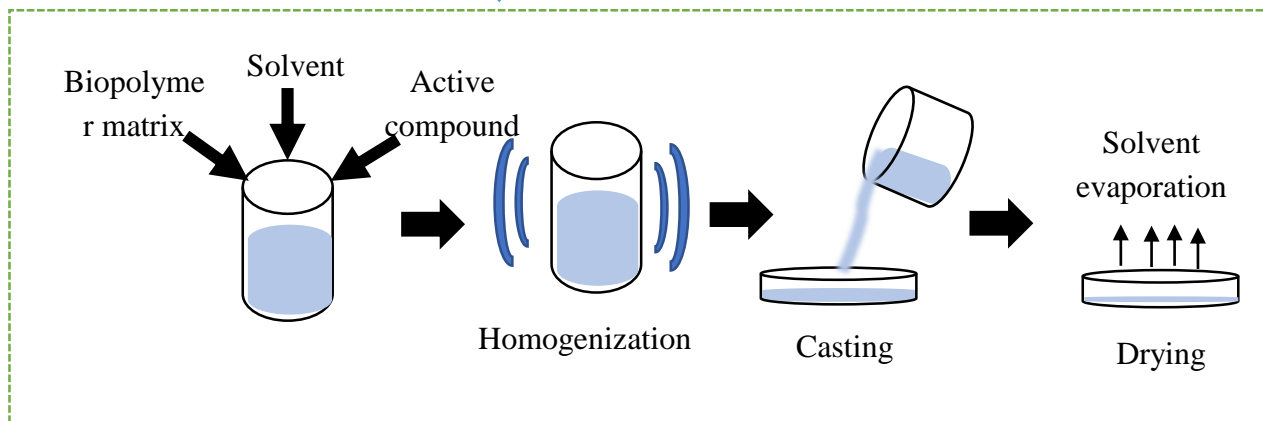 Solvent
Biopolyme
r matrix
Active
compound
Homogenization
Casting
Solvent
evaporation
Drying